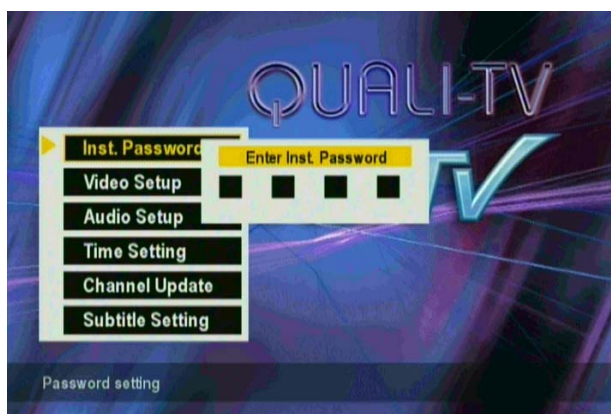 QUALI-TV
TV
Inst. Password
Enter Inst. Password
Video Setup
Audio Setup
Time Setting
Channel Update
Subtitle Setting
Password setting